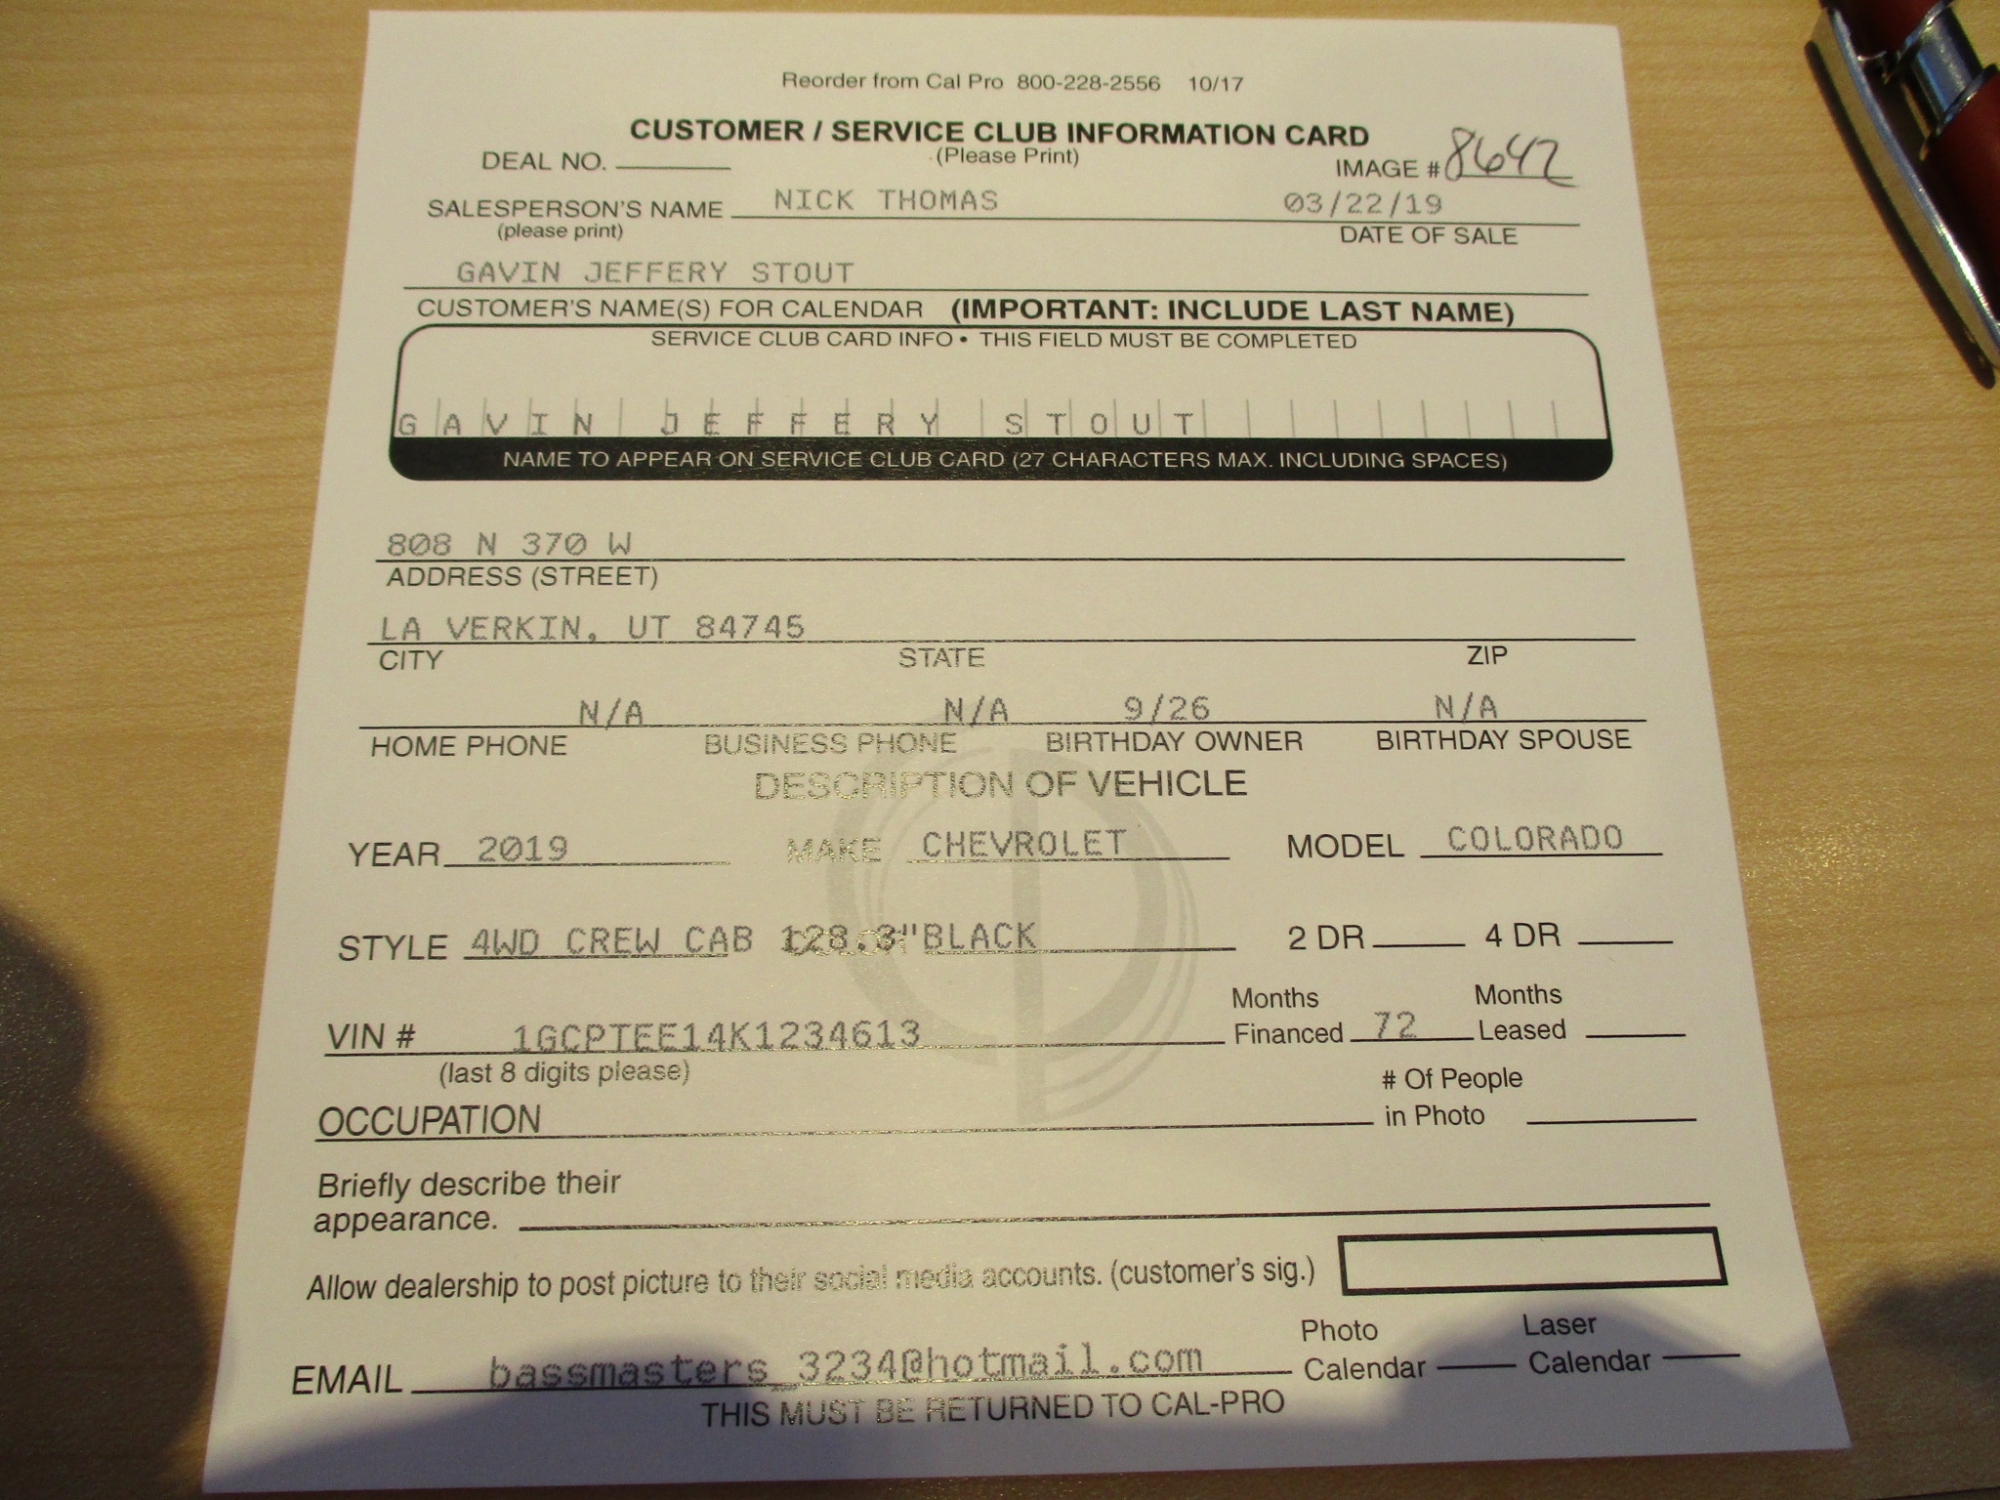 Reorder from Cal Pro 800-228-2556 10/17
CUSTOMER / SERVICE CLUB INFORMATION CARD
(Please Print)
DEAL NO. IMAGE # 8642
SALESPERSON'S NAME NICK THOMAS 03/22/19
(please print) DATE OF SALE
GAVIN JEFFERY STOUT
CUSTOMER'S NAME(S) FOR CALENDAR (IMPORTANT: INCLUDE LAST NAME)
SERVICE CLUB CARD INFO • THIS FIELD MUST BE COMPLETED
GAVIN JEFFERY STOUT
NAME TO APPEAR ON SERVICE CLUB CARD (27 CHARACTERS MAX. INCLUDING SPACES)
808 N 370 W
ADDRESS (STREET)
LA VERKIN, UT 84745
CITY STATE ZIP
N/A N/A 9/26 N/A
HOME PHONE BUSINESS PHONE BIRTHDAY OWNER BIRTHDAY SPOUSE
DESCRIPTION OF VEHICLE
YEAR 2019 MAKE CHEVROLET MODEL COLORADO
STYLE 4WD CREW CAB 128.3" BLACK 2 DR 4 DR
Months Months
VIN # 1GCPTEE14K1234613 Financed 72 Leased
(last 8 digits please) # Of People
OCCUPATION in Photo
Briefly describe their
appearance.
Allow dealership to post picture to their social media accounts. (customer's sig.)
Photo Laser
EMAIL bassmasters_3234@hotmail.com Calendar Calendar
THIS MUST BE RETURNED TO CAL-PRO